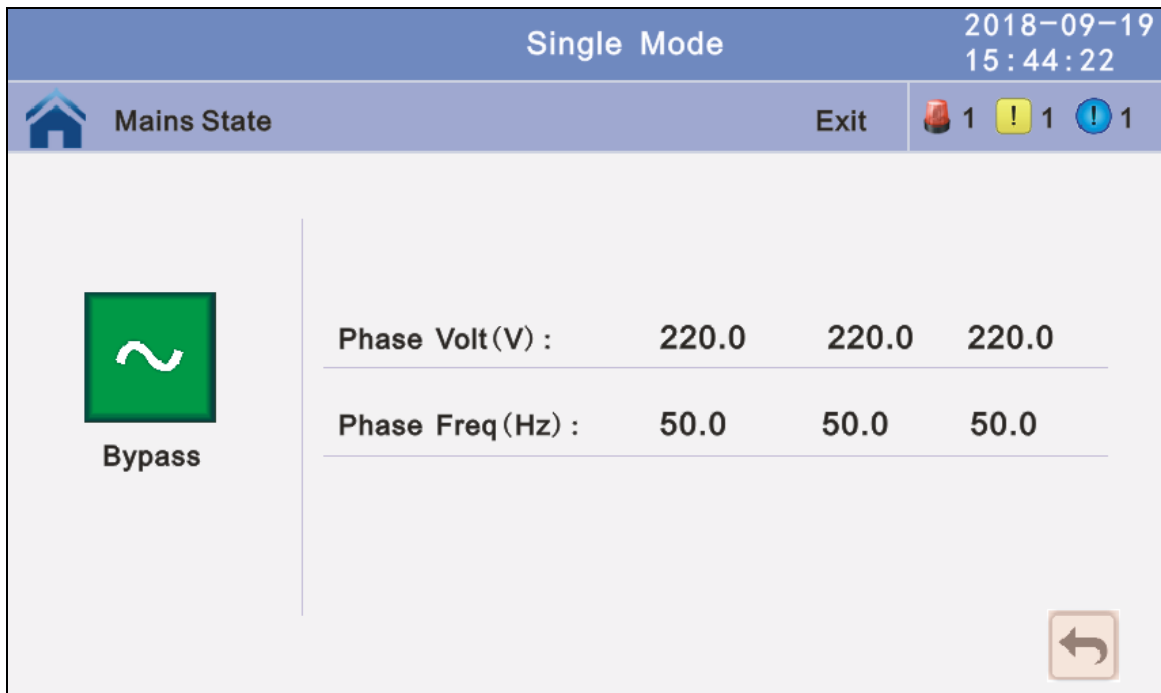 Single Mode
2018-09-19
15:44:22
Mains State
Exit
1
! 1
! 1
Phase Volt(V): 220.0 220.0 220.0
Phase Freq(Hz): 50.0 50.0 50.0
Bypass